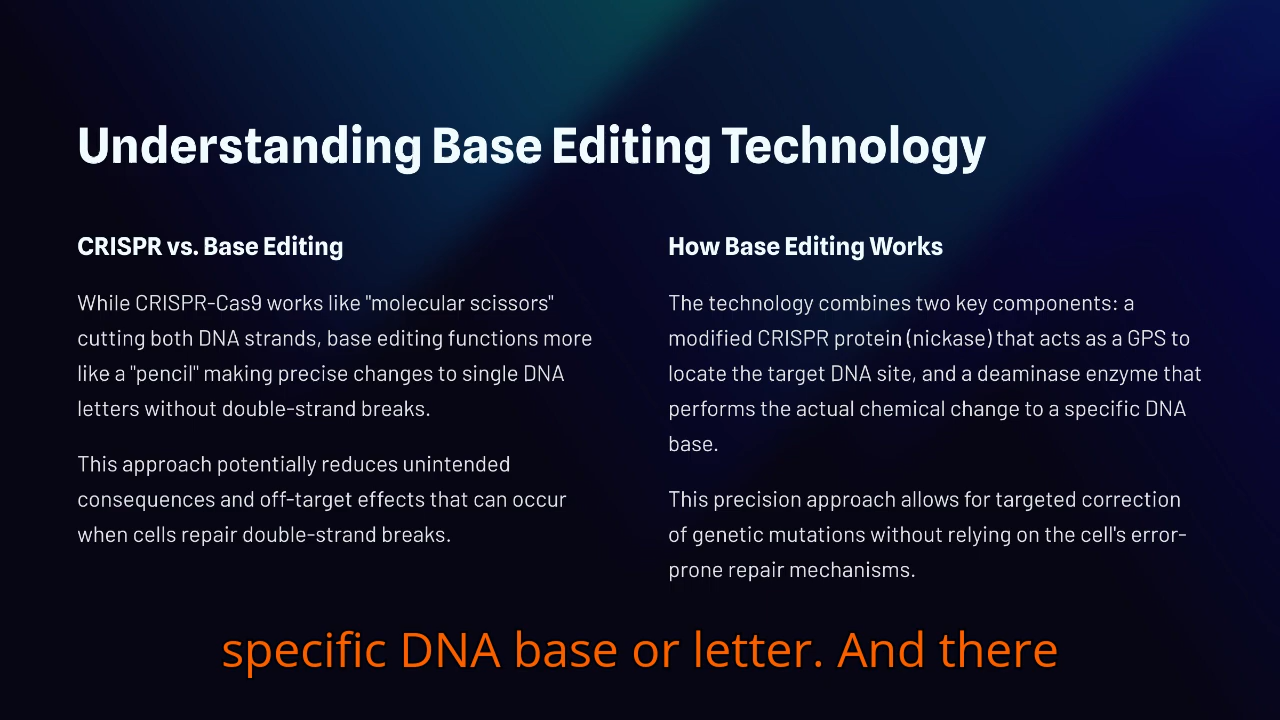 Understanding Base Editing Technology
CRISPR vs. Base Editing
While CRISPR-Cas9 works like "molecular scissors"
cutting both DNA strands, base editing functions more
like a "pencil" making precise changes to single DNA
letters without double-strand breaks.
This approach potentially reduces unintended
consequences and off-target effects that can occur
when cells repair double-strand breaks.
How Base Editing Works
The technology combines two key components: a
modified CRISPR protein (nickase) that acts as a GPS to
locate the target DNA site, and a deaminase enzyme that
performs the actual chemical change to a specific DNA
base.
This precision approach allows for targeted correction
of genetic mutations without relying on the cell's error-
prone repair mechanisms.
specific DNA base or letter. And there